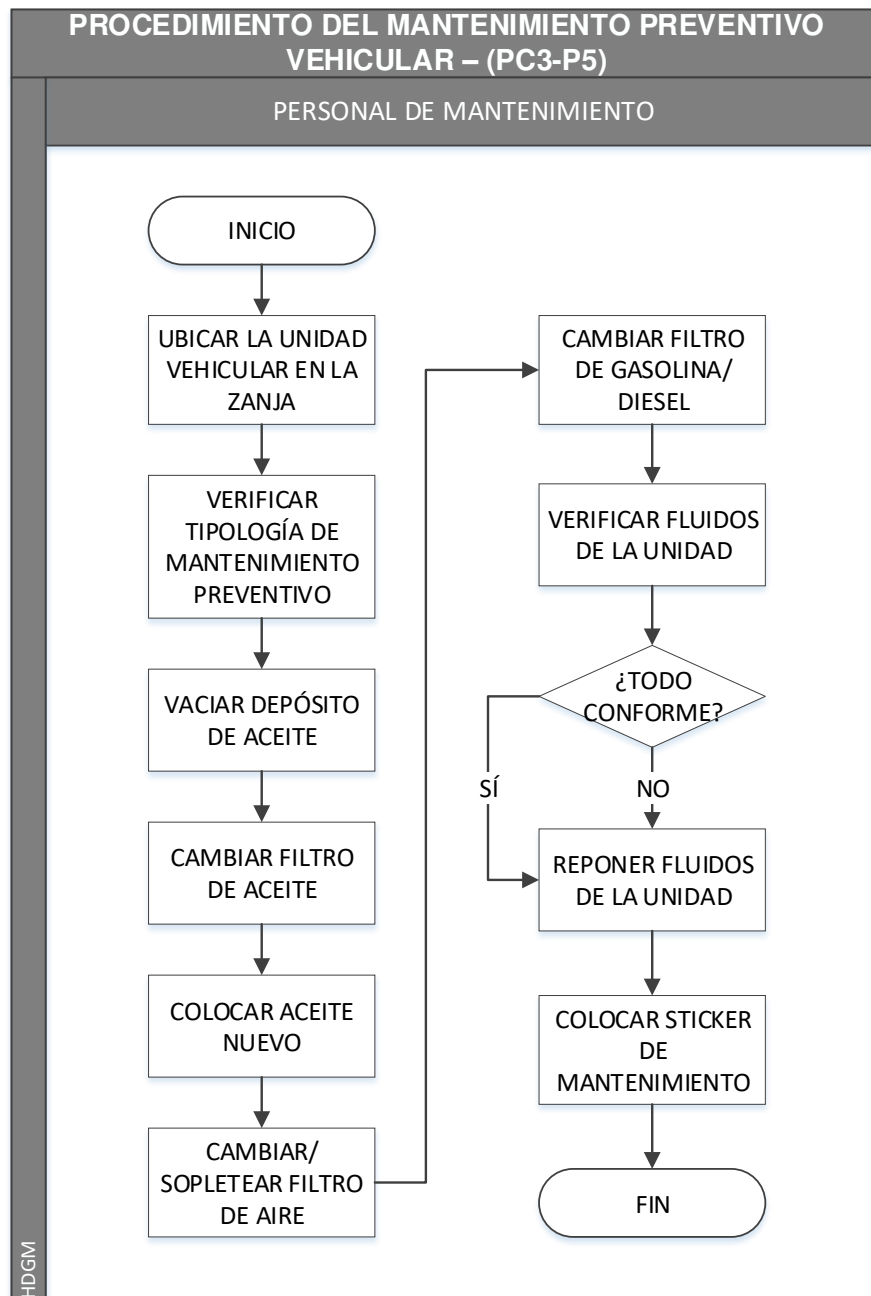 PROCEDIMIENTO DEL MANTENIMIENTO PREVENTIVO
VEHICULAR – (PC3-P5)
PERSONAL DE MANTENIMIENTO
INICIO
UBICAR LA UNIDAD
VEHICULAR EN LA
ZANJA
VERIFICAR
TIPOLOGÍA DE
MANTENIMIENTO
PREVENTIVO
VACIAR DEPÓSITO
DE ACEITE
CAMBIAR FILTRO
DE ACEITE
COLOCAR ACEITE
NUEVO
CAMBIAR/
SOPLETEAR FILTRO
DE AIRE
CAMBIAR FILTRO
DE GASOLINA/
DIESEL
VERIFICAR FLUIDOS
DE LA UNIDAD
¿TODO
CONFORME?
SÍ
NO
REPONER FLUIDOS
DE LA UNIDAD
COLOCAR STICKER
DE
MANTENIMIENTO
FIN
HDGM